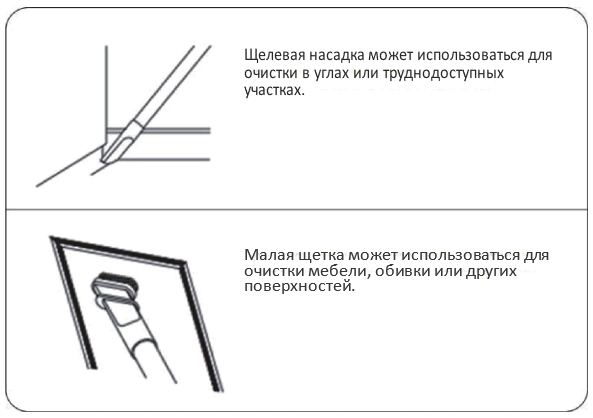 Щелевая насадка может использоваться для
очистки в углах или труднодоступных
участках.
Малая щетка может использоваться для
очистки мебели, обивки или других
поверхностей.